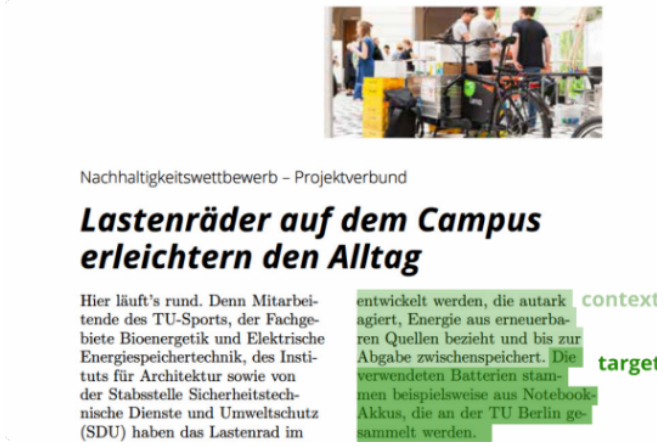 Nachhaltigkeitswettbewerb – Projektverbund
Lastenräder auf dem Campus
erleichtern den Alltag
Hier läuft's rund. Denn Mitarbei-
tende des TU-Sports, der Fachge-
biete Bioenergetik und Elektrische
Energiespeichertechnik, des Insti-
tuts für Architektur sowie von
der Stabsstelle Sicherheitstech-
nische Dienste und Umweltschutz
(SDU) haben das Lastenrad im
entwickelt werden, die autark
agiert, Energie aus erneuerba-
ren Quellen bezieht und bis zur
Abgabe zwischenspeichert. Die
verwendeten Batterien stam-
men beispielsweise aus Notebook-
Akkus, die an der TU Berlin ge-
sammelt werden.
context
target